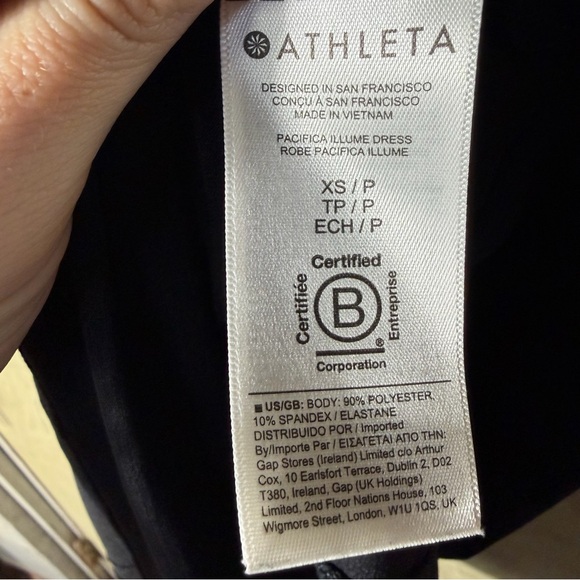 ATHLETA
DESIGNED IN SAN FRANCISCO
CONÇU À SAN FRANCISCO
MADE IN VIETNAM
PACIFICA ILLUME DRESS
ROBE PACIFICA ILLUME
XS / P
TP / P
ECH / P
Certified
Certifiée
B
Entreprise
®
Corporation
US/GB: BODY: 90% POLYESTER,
10% SPANDEX / ELASTANE
DISTRIBUIDO POR / Imported
By/Importe Par / ΕΙΣΑΓΕΤΑΙ ΑΠΟ ΤΗΝ:
Gap Stores (Ireland) Limited c/o Arthur
Cox, 10 Earlsfort Terrace, Dublin 2, D02
T380, Ireland, Gap (UK Holdings)
Limited, 2nd Floor Nations House, 103
Wigmore Street, London, W1U 1QS, UK